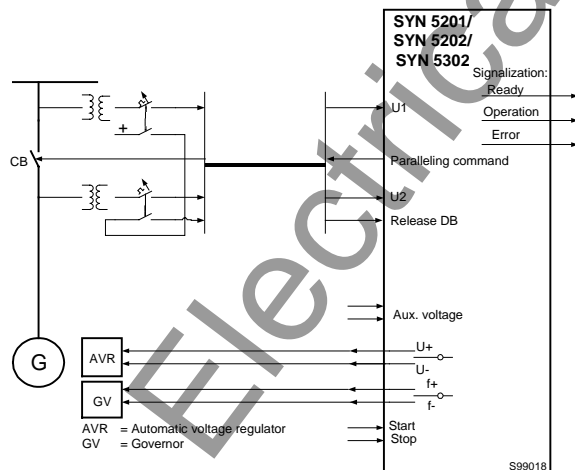 SYN 5201/
SYN 5202/
SYN 5302
Signalization:
Ready
Operation
Error
U1
+
CB
Paralleling command
U2
Release DB
Aux. voltage
G
AVR
U+
U-
GV
f+
f-
AVR = Automatic voltage regulator
GV = Governor
Start
Stop
S99018
Electrica